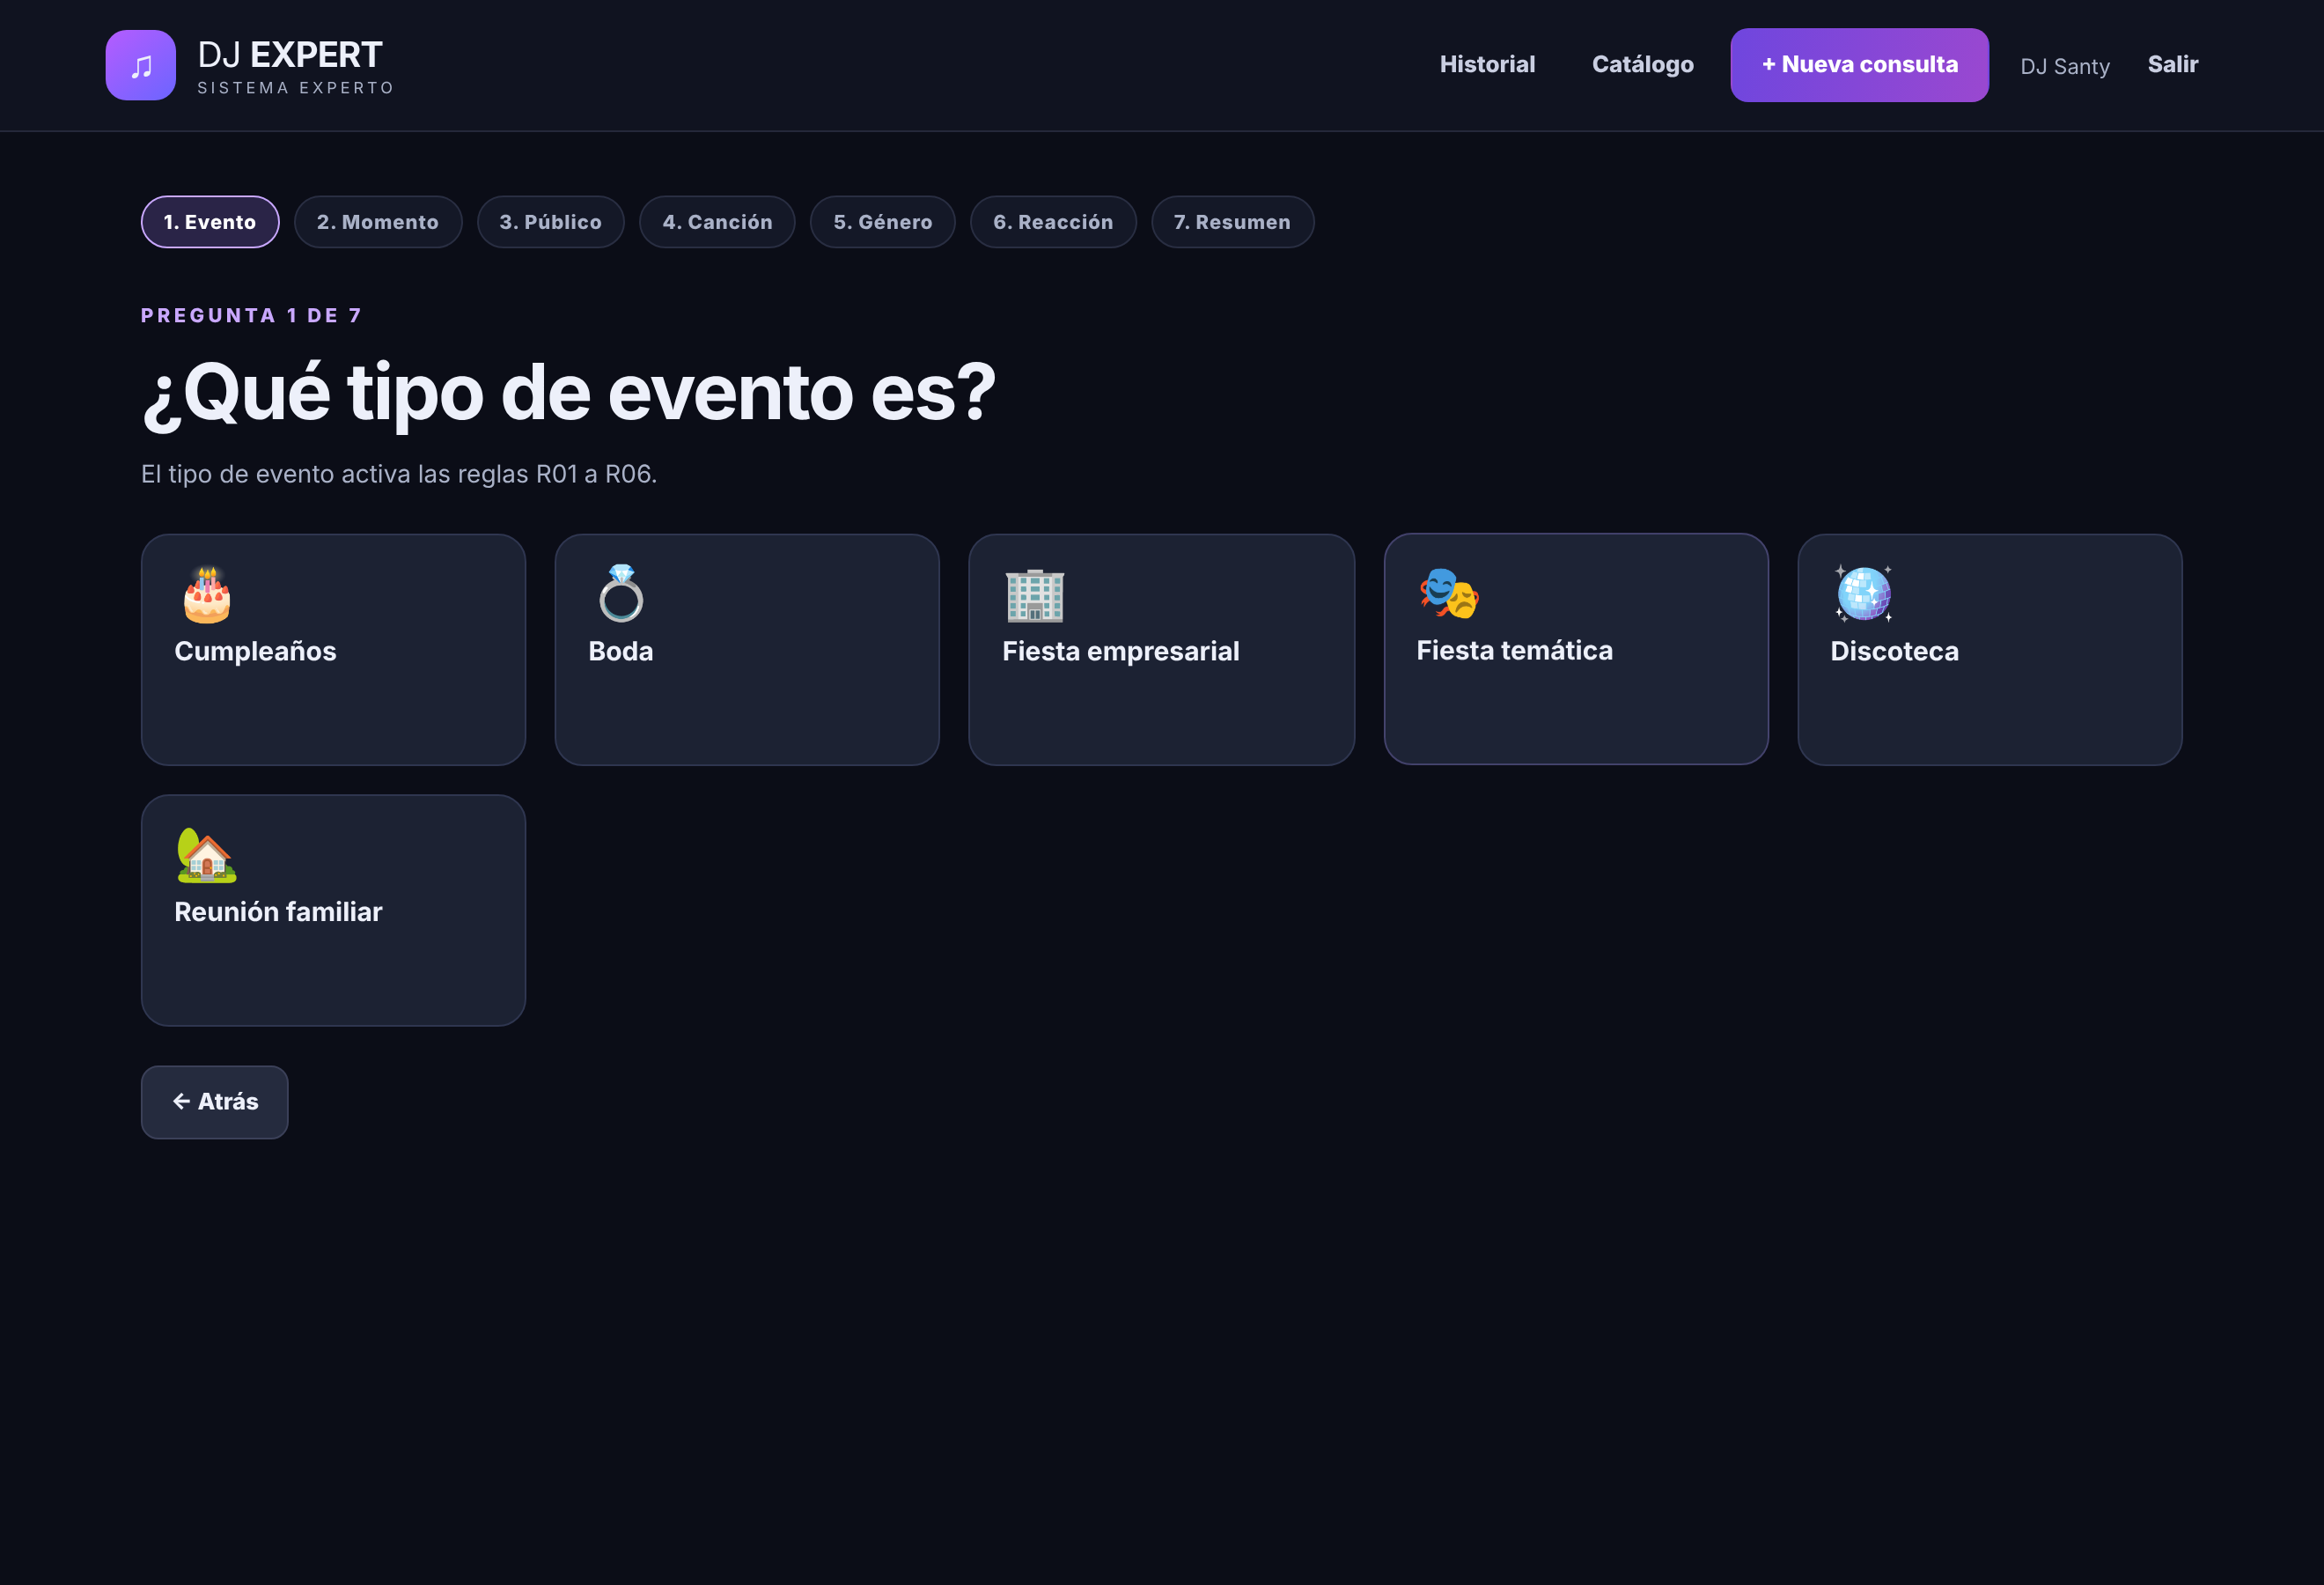 DJ EXPERT
SISTEMA EXPERTO
Historial
Catálogo
+ Nueva consulta
DJ Santy
Salir
1. Evento
2. Momento
3. Público
4. Canción
5. Género
6. Reacción
7. Resumen
PREGUNTA 1 DE 7
¿Qué tipo de evento es?
El tipo de evento activa las reglas R01 a R06.
Cumpleaños
Boda
Fiesta empresarial
Fiesta temática
Discoteca
Reunión familiar
← Atrás